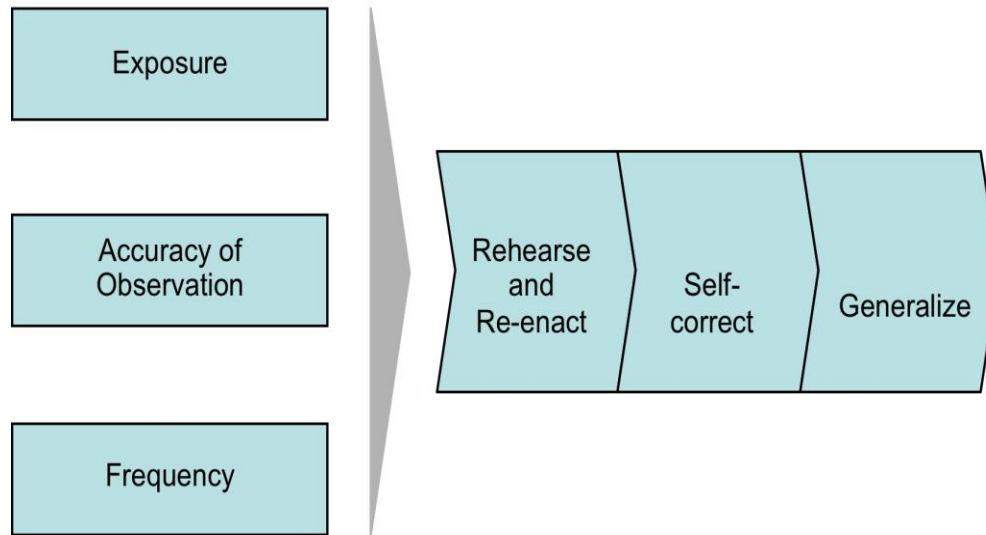 Exposure
Accuracy of
Observation
Frequency
Rehearse
and
Re-enact
Self-
correct
Generalize